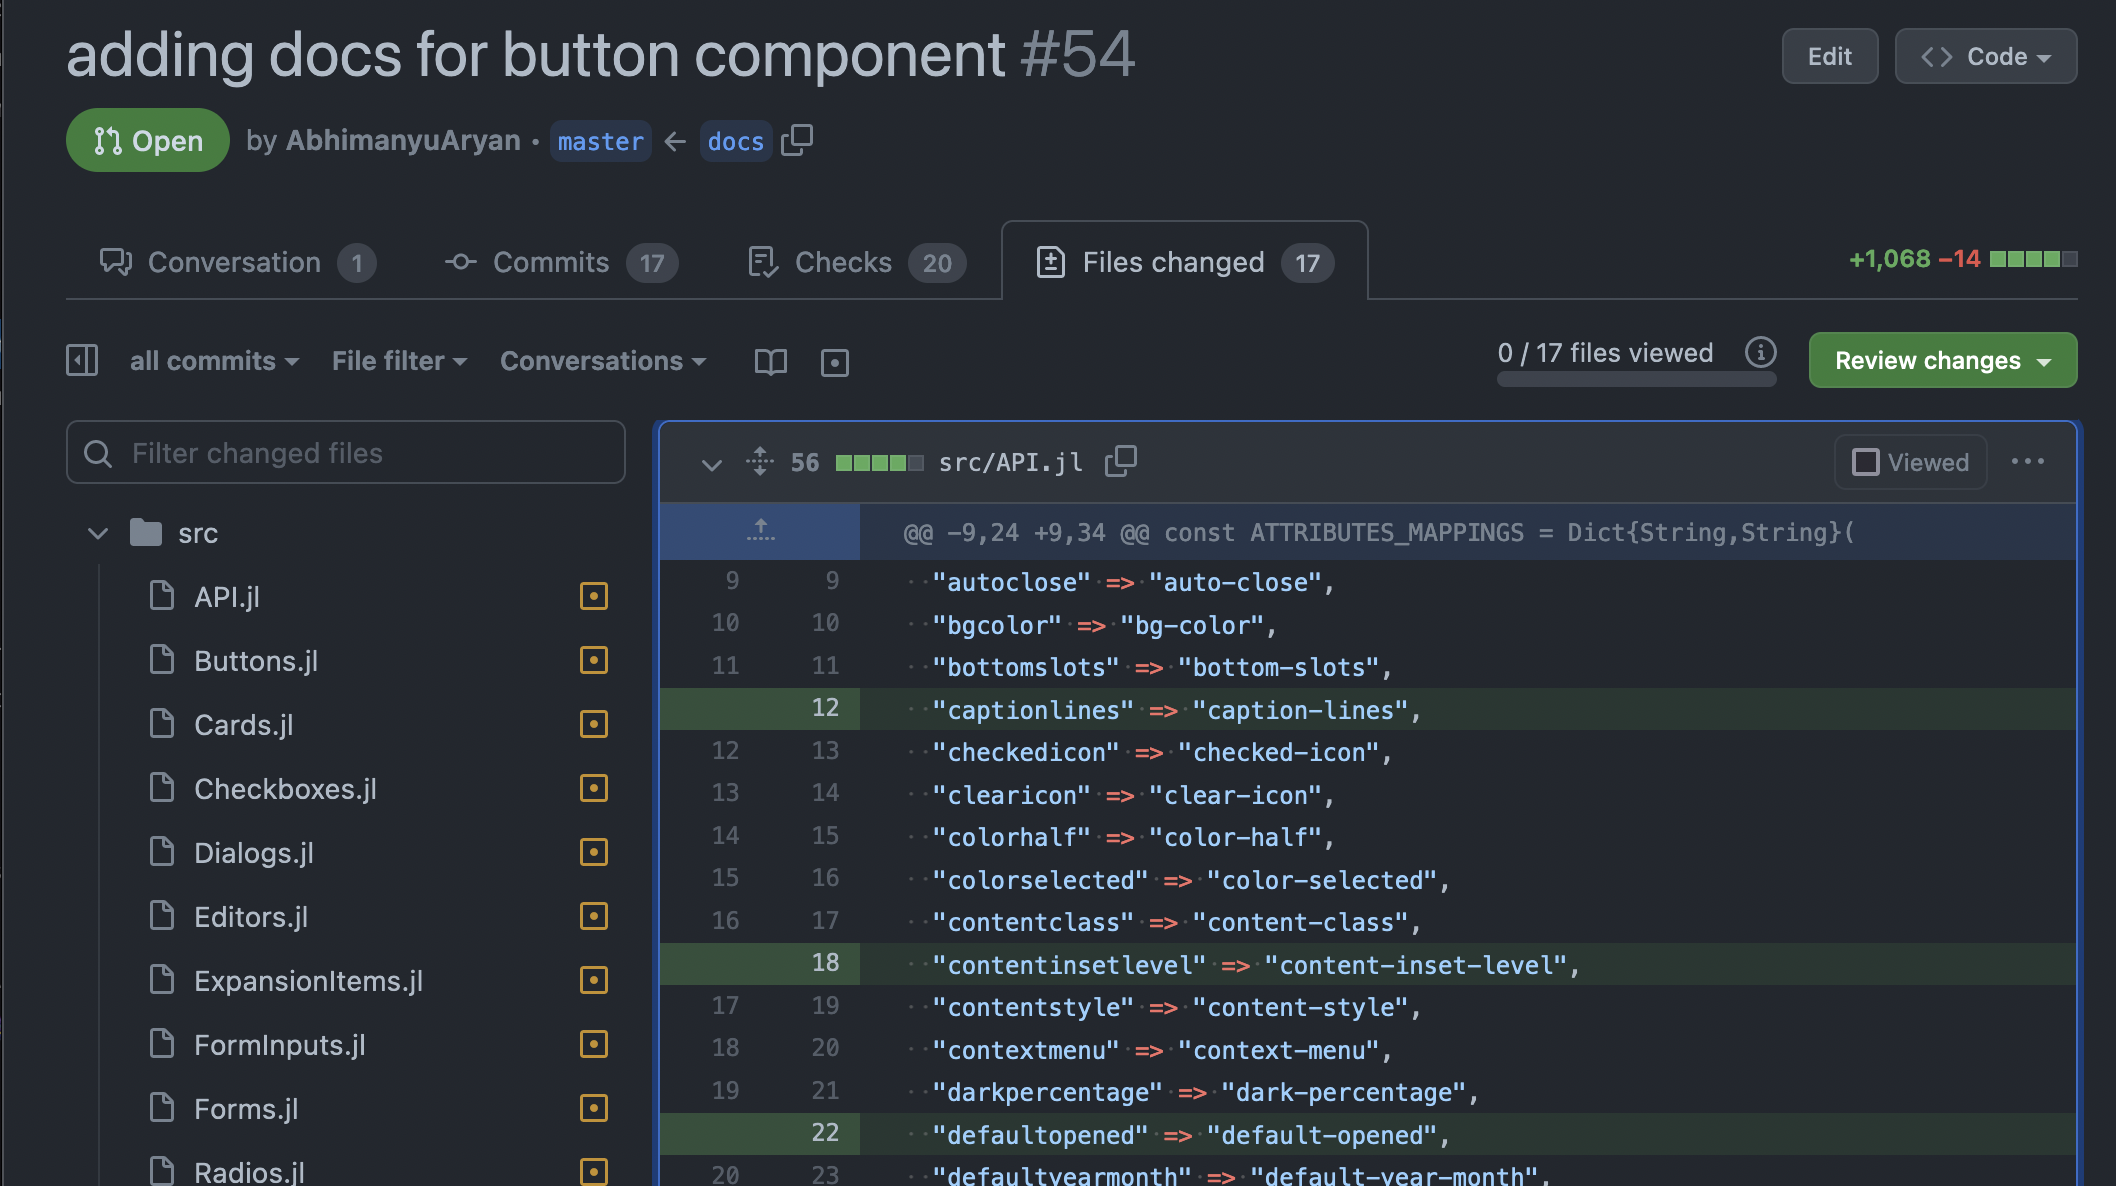 adding docs for button component #54
Edit
Code
Open
by AbhimanyuAryan • master ← docs
Conversation 1
Commits 17
Checks 20
Files changed 17
+1,068 −14
all commits
File filter
Conversations
0 / 17 files viewed
Review changes
Filter changed files
src
API.jl
Buttons.jl
Cards.jl
Checkboxes.jl
Dialogs.jl
Editors.jl
ExpansionItems.jl
FormInputs.jl
Forms.jl
Radios.jl
56 src/API.jl
Viewed
@@ -9,24 +9,34 @@ const ATTRIBUTES_MAPPINGS = Dict{String,String}(
9 9 "autoclose" => "auto-close",
10 10 "bgcolor" => "bg-color",
11 11 "bottomslots" => "bottom-slots",
12 "captionlines" => "caption-lines",
12 13 "checkedicon" => "checked-icon",
13 14 "clearicon" => "clear-icon",
14 15 "colorhalf" => "color-half",
15 16 "colorselected" => "color-selected",
16 17 "contentclass" => "content-class",
18 "contentinsetlevel" => "content-inset-level",
17 19 "contentstyle" => "content-style",
18 20 "contextmenu" => "context-menu",
19 21 "darkpercentage" => "dark-percentage",
22 "defaultopened" => "default-opened",
20 23 "defaultyearmonth" => "default-year-month",